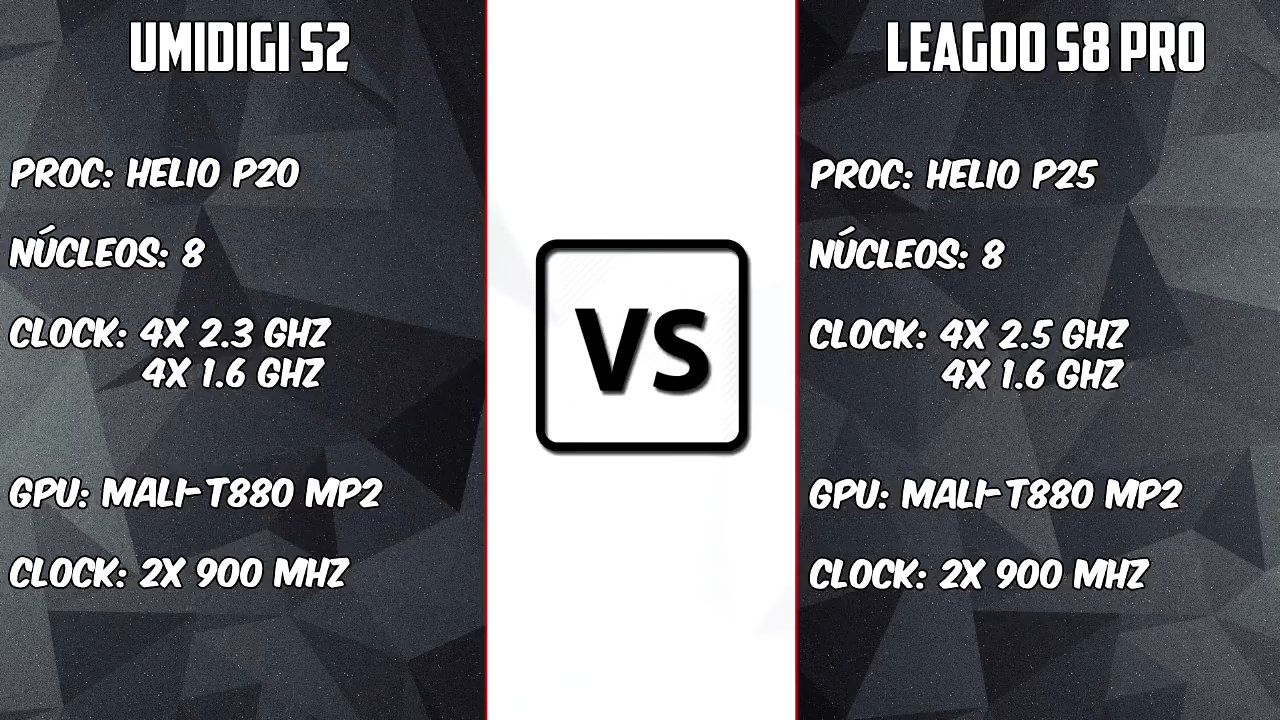 UMIDIGI S2
PROC: HELIO P20
NÚCLEOS: 8
CLOCK: 4X 2.3 GHZ
4X 1.6 GHZ
GPU: MALI-T880 MP2
CLOCK: 2X 900 MHZ
VS
LEAGOO S8 PRO
PROC: HELIO P25
NÚCLEOS: 8
CLOCK: 4X 2.5 GHZ
4X 1.6 GHZ
GPU: MALI-T880 MP2
CLOCK: 2X 900 MHZ